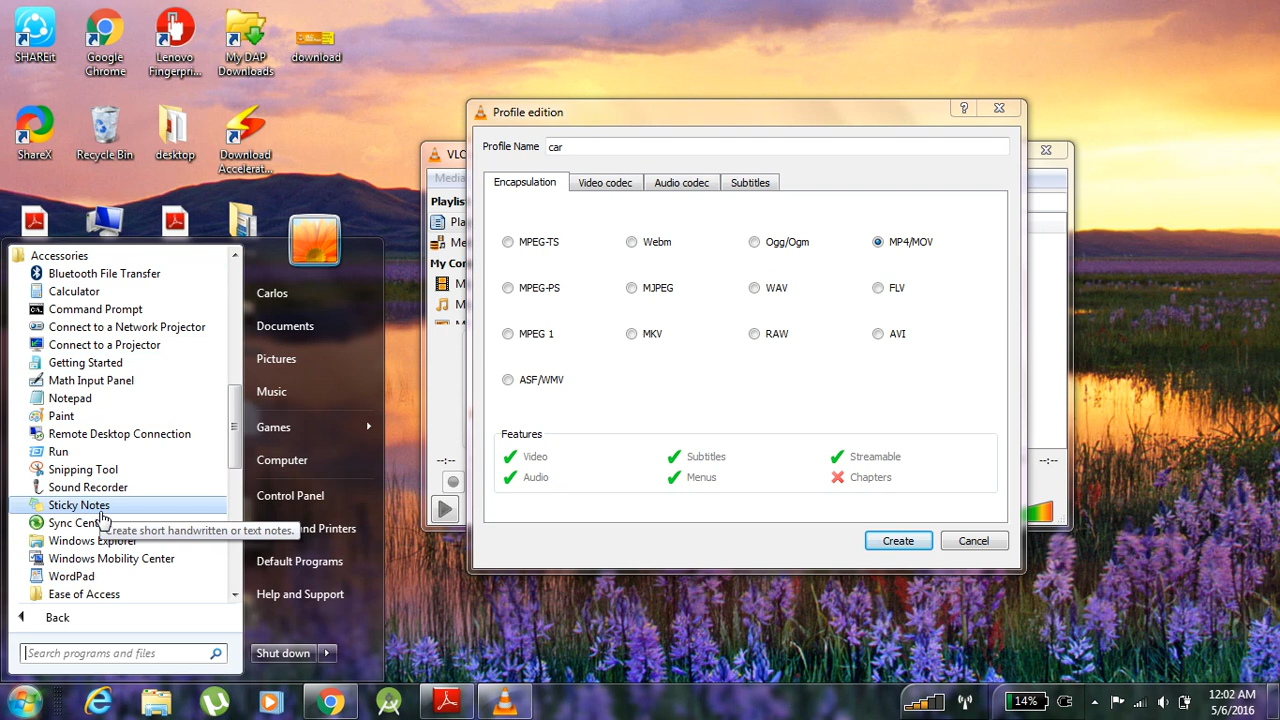 SHAREit
Google
Chrome
Lenovo
Fingerpri...
My DAP
Downloads
download
ShareX
Recycle Bin
desktop
Download
Accelerat...
Profile edition
Profile Name
car
Encapsulation
Video codec
Audio codec
Subtitles
MPEG-TS
Webm
Ogg/Ogm
MP4/MOV
MPEG-PS
MJPEG
WAV
FLV
MPEG 1
MKV
RAW
AVI
ASF/WMV
Features
Video
Subtitles
Streamable
Audio
Menus
Chapters
Create
Cancel
VLC
Media
Playlis
Pla
Me
My Co
M
M
--:--
--:--
Accessories
Bluetooth File Transfer
Calculator
Command Prompt
Connect to a Network Projector
Connect to a Projector
Getting Started
Math Input Panel
Notepad
Paint
Remote Desktop Connection
Run
Snipping Tool
Sound Recorder
Sticky Notes
Sync Cen
Create short handwritten or text notes.
Windows Explorer
Windows Mobility Center
WordPad
Ease of Access
Back
Search programs and files
Carlos
Documents
Pictures
Music
Games
Computer
Control Panel
and Printers
Default Programs
Help and Support
Shut down
14%
12:02 AM
5/6/2016